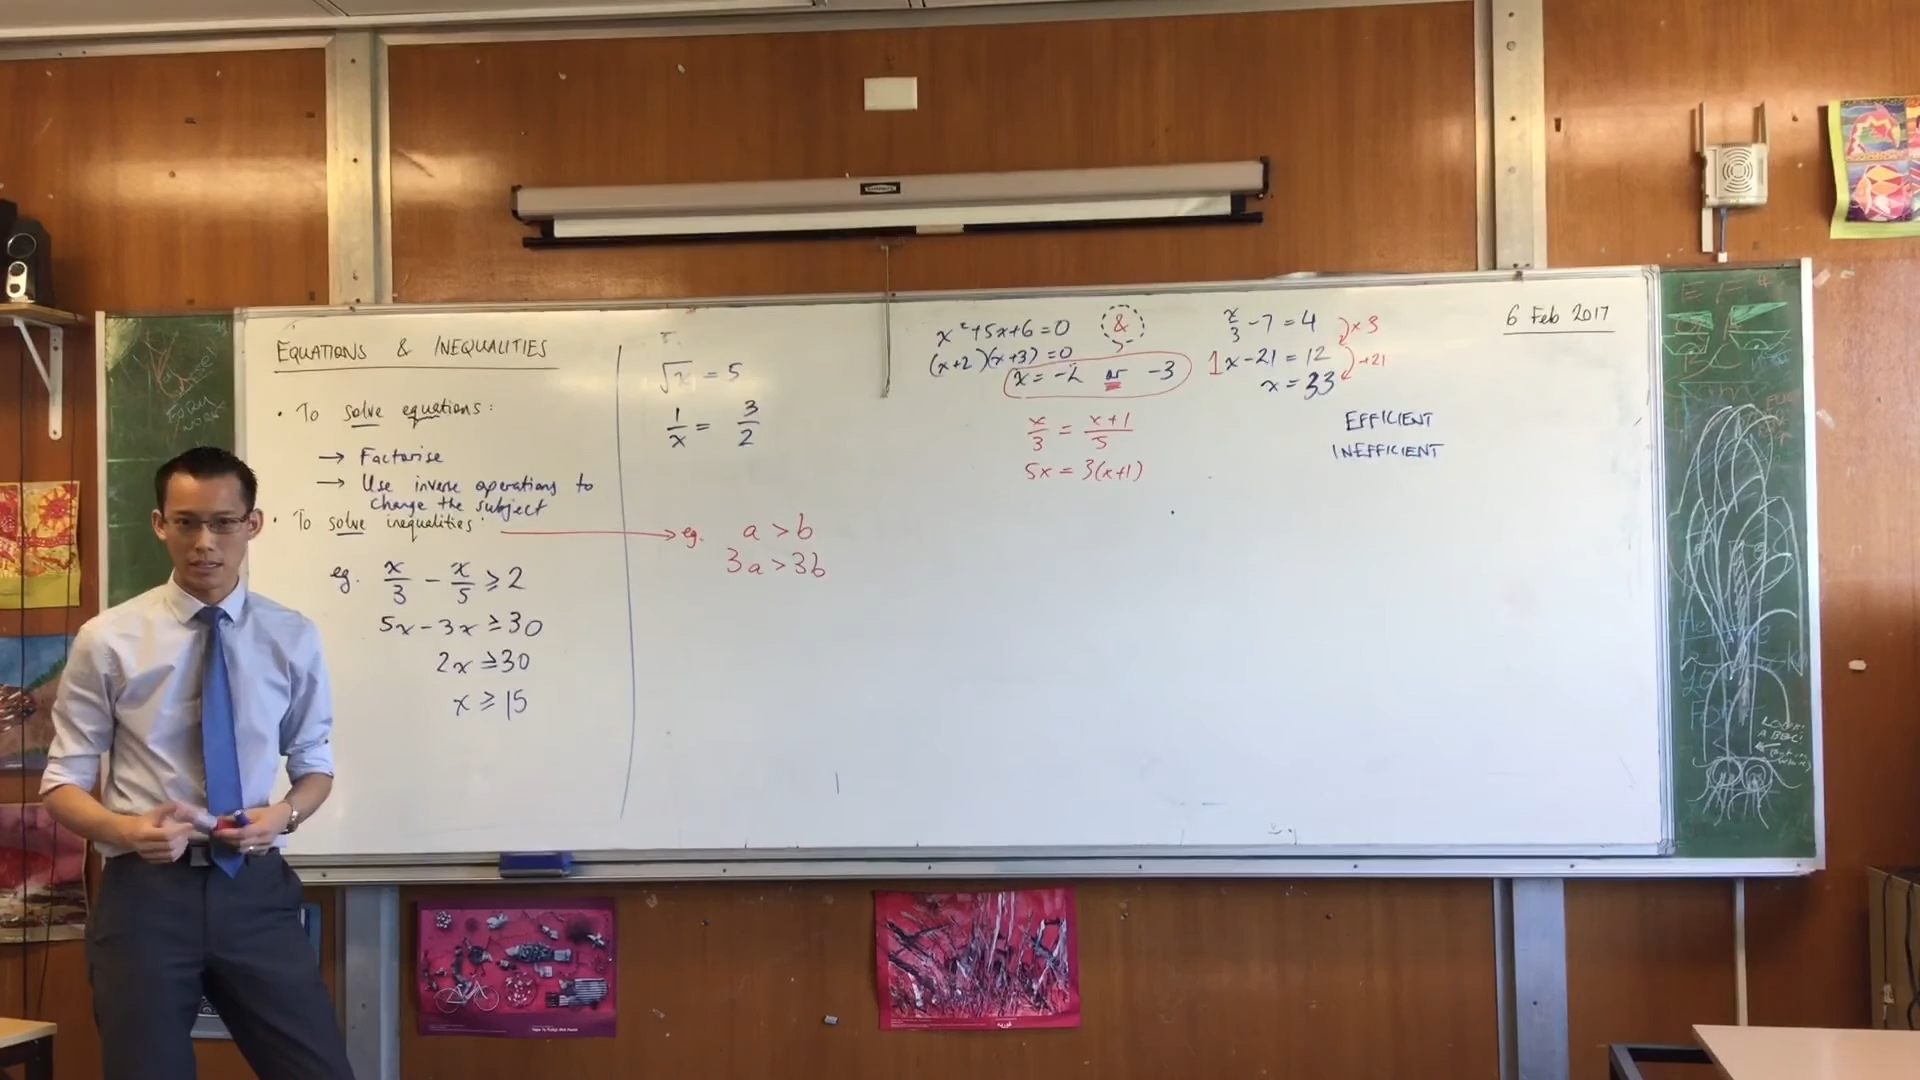 EQUATIONS & INEQUALITIES
• To solve equations:
→ Factorise
→ Use inverse operations to
change the subject
• To solve inequalities:
eg. x/3 - x/5 ≥ 2
5x - 3x ≥ 30
2x ≥ 30
x ≥ 15
√x = 5
1/x = 3/2
eg. a > b
3a > 3b
x² + 5x + 6 = 0
&
(x+2)(x+3) = 0
x = -2 or -3
x/3 = (x+1)/5
5x = 3(x+1)
x/3 - 7 = 4
×3
1x - 21 = 12
+21
x = 33
EFFICIENT
INEFFICIENT
6 Feb 2017